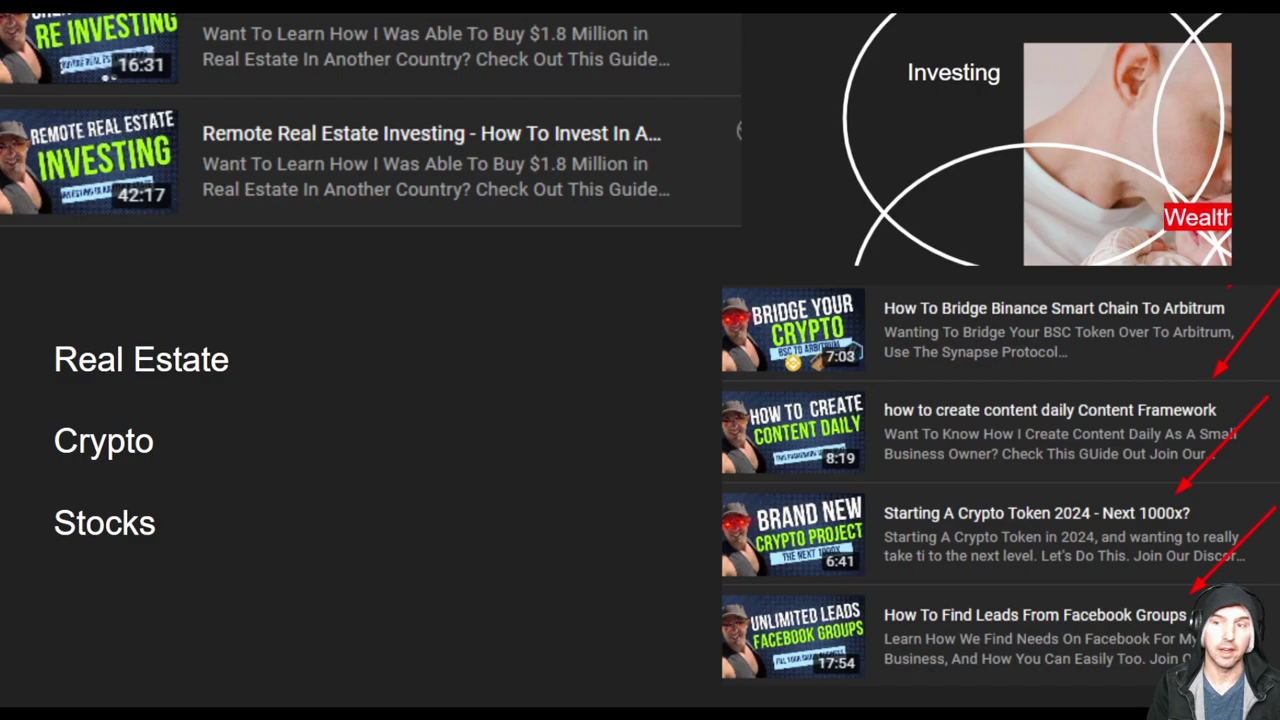 RE INVESTING
16:31
Want To Learn How I Was Able To Buy $1.8 Million in
Real Estate In Another Country? Check Out This Guide...
REMOTE REAL ESTATE
INVESTING
42:17
Remote Real Estate Investing - How To Invest In A...
Want To Learn How I Was Able To Buy $1.8 Million in
Real Estate In Another Country? Check Out This Guide...
Investing
Wealth
Real Estate
Crypto
Stocks
BRIDGE YOUR
CRYPTO
BSC TO ARBITRUM
7:03
How To Bridge Binance Smart Chain To Arbitrum
Wanting To Bridge Your BSC Token Over To Arbitrum,
Use The Synapse Protocol...
HOW TO CREATE
CONTENT DAILY
8:19
how to create content daily Content Framework
Want To Know How I Create Content Daily As A Small
Business Owner? Check This GUide Out Join Our...
BRAND NEW
CRYPTO PROJECT
THE NEXT 1000X
6:41
Starting A Crypto Token 2024 - Next 1000x?
Starting A Crypto Token in 2024, and wanting to really
take ti to the next level. Let's Do This. Join Our Discor...
UNLIMITED LEADS
FACEBOOK GROUPS
17:54
How To Find Leads From Facebook Groups
Learn How We Find Needs On Facebook For My
Business, And How You Can Easily Too. Join